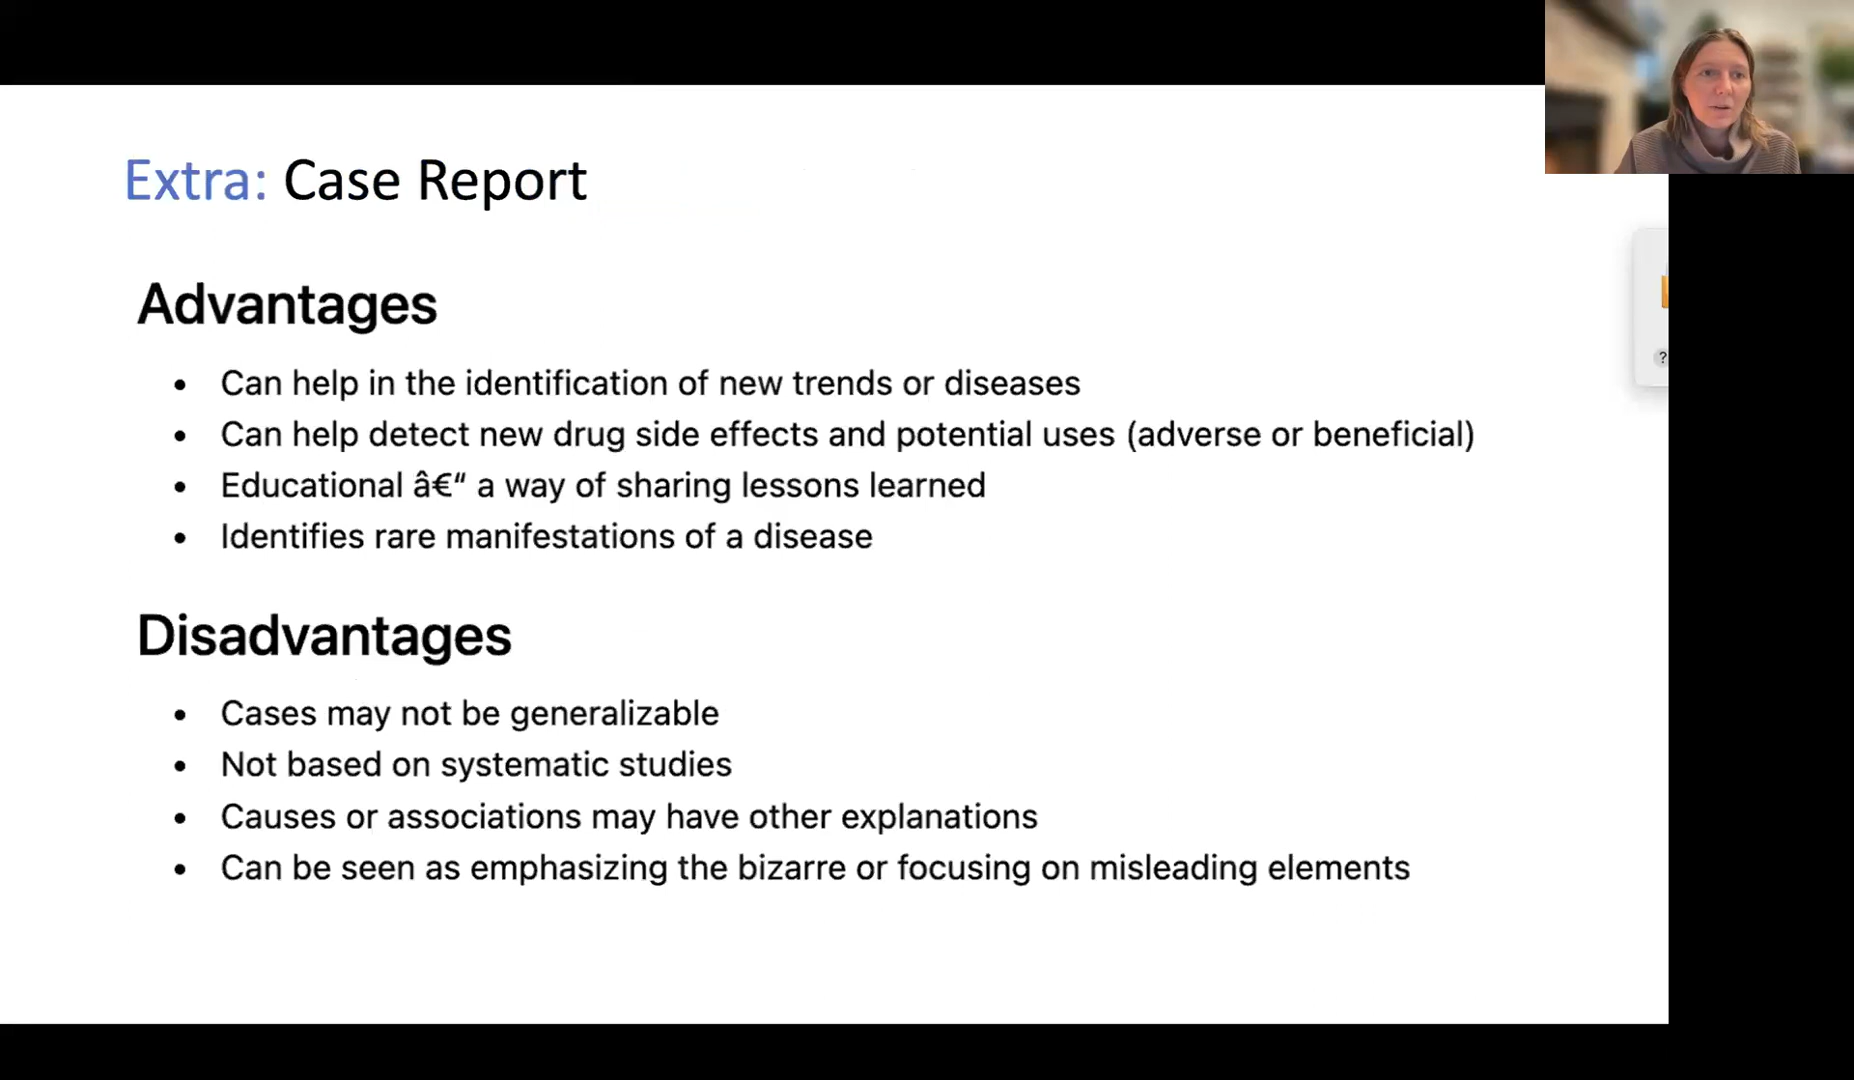 Extra: Case Report
Advantages
• Can help in the identification of new trends or diseases
• Can help detect new drug side effects and potential uses (adverse or beneficial)
• Educational â€“ a way of sharing lessons learned
• Identifies rare manifestations of a disease
Disadvantages
• Cases may not be generalizable
• Not based on systematic studies
• Causes or associations may have other explanations
• Can be seen as emphasizing the bizarre or focusing on misleading elements
?